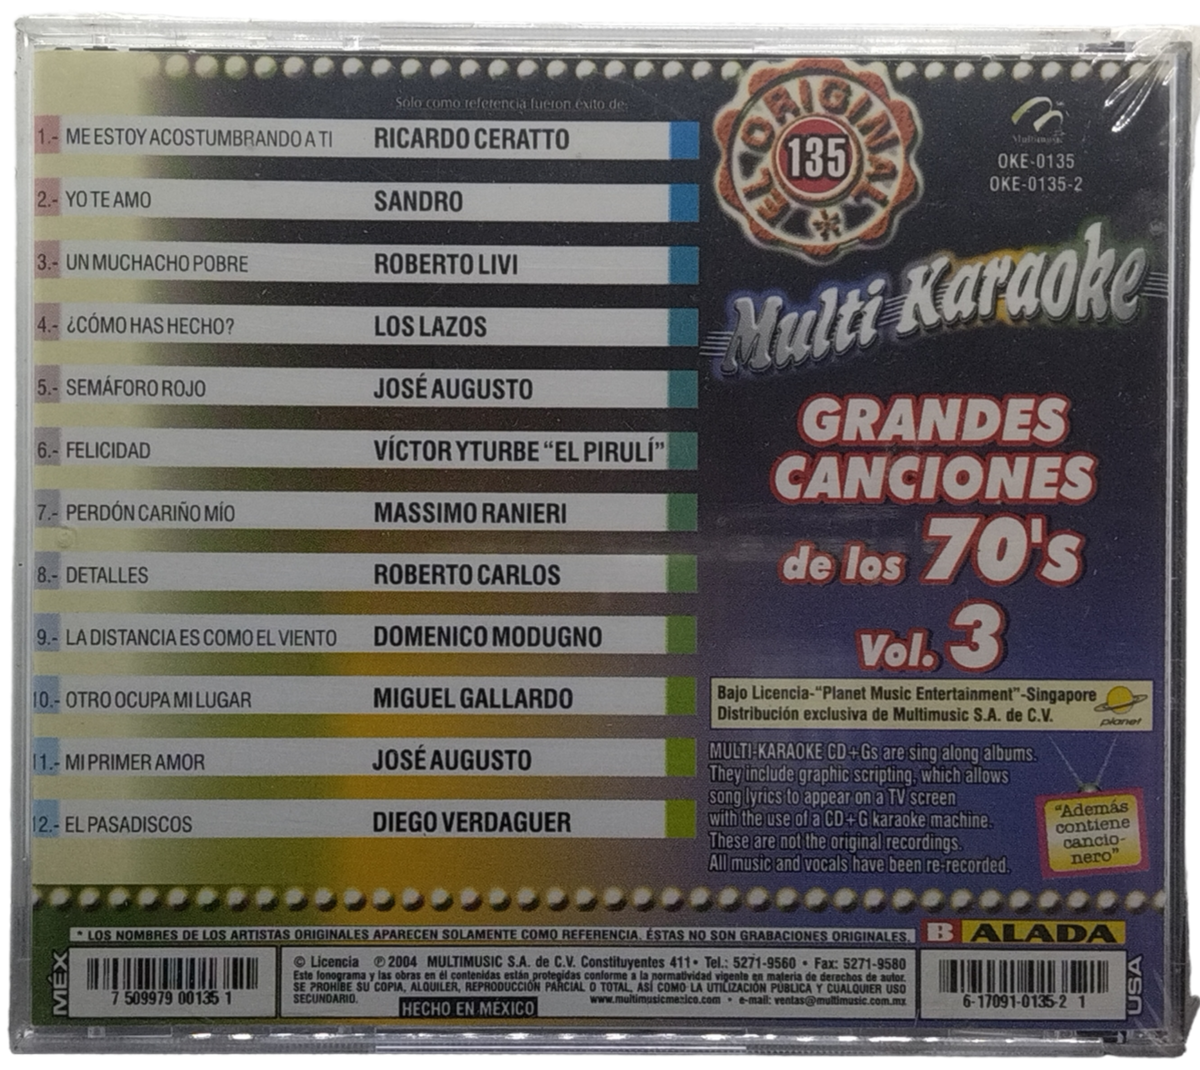 Sólo como referencia fueron éxito de:
1.- ME ESTOY ACOSTUMBRANDO A TI RICARDO CERATTO
2.- YO TE AMO SANDRO
3.- UN MUCHACHO POBRE ROBERTO LIVI
4.- ¿CÓMO HAS HECHO? LOS LAZOS
5.- SEMÁFORO ROJO JOSÉ AUGUSTO
6.- FELICIDAD VÍCTOR YTURBE “EL PIRULÍ”
7.- PERDÓN CARIÑO MÍO MASSIMO RANIERI
8.- DETALLES ROBERTO CARLOS
9.- LA DISTANCIA ES COMO EL VIENTO DOMENICO MODUGNO
10.- OTRO OCUPA MI LUGAR MIGUEL GALLARDO
11.- MI PRIMER AMOR JOSÉ AUGUSTO
12.- EL PASADISCOS DIEGO VERDAGUER
EL ORIGINAL
135
Multimusic
OKE-0135
OKE-0135-2
Multi Karaoke
GRANDES
CANCIONES
de los 70's
Vol. 3
Bajo Licencia-“Planet Music Entertainment”-Singapore
Distribución exclusiva de Multimusic S.A. de C.V.
planet
MULTI-KARAOKE CD+Gs are sing along albums.
They include graphic scripting, which allows
song lyrics to appear on a TV screen
with the use of a CD+G karaoke machine.
These are not the original recordings.
All music and vocals have been re-recorded.
“Además
contiene
cancio-
nero”
* LOS NOMBRES DE LOS ARTISTAS ORIGINALES APARECEN SOLAMENTE COMO REFERENCIA. ÉSTAS NO SON GRABACIONES ORIGINALES.
B ALADA
MÉX
7 509979 00135 1
© Licencia ℗2004 MULTIMUSIC S.A. de C.V. Constituyentes 411• Tel.: 5271-9560 • Fax: 5271-9580
Este fonograma y las obras en él contenidas están protegidas conforme a la normatividad vigente en materia de derechos de autor.
SE PROHIBE SU COPIA, ALQUILER, REPRODUCCIÓN PARCIAL O TOTAL, ASÍ COMO LA UTILIZACIÓN PÚBLICA Y CUALQUIER USO
SECUNDARIO.
www.multimusicmexico.com • e-mail: ventas@multimusic.com.mx
HECHO EN MÉXICO
6-17091-0135-2 1
USA